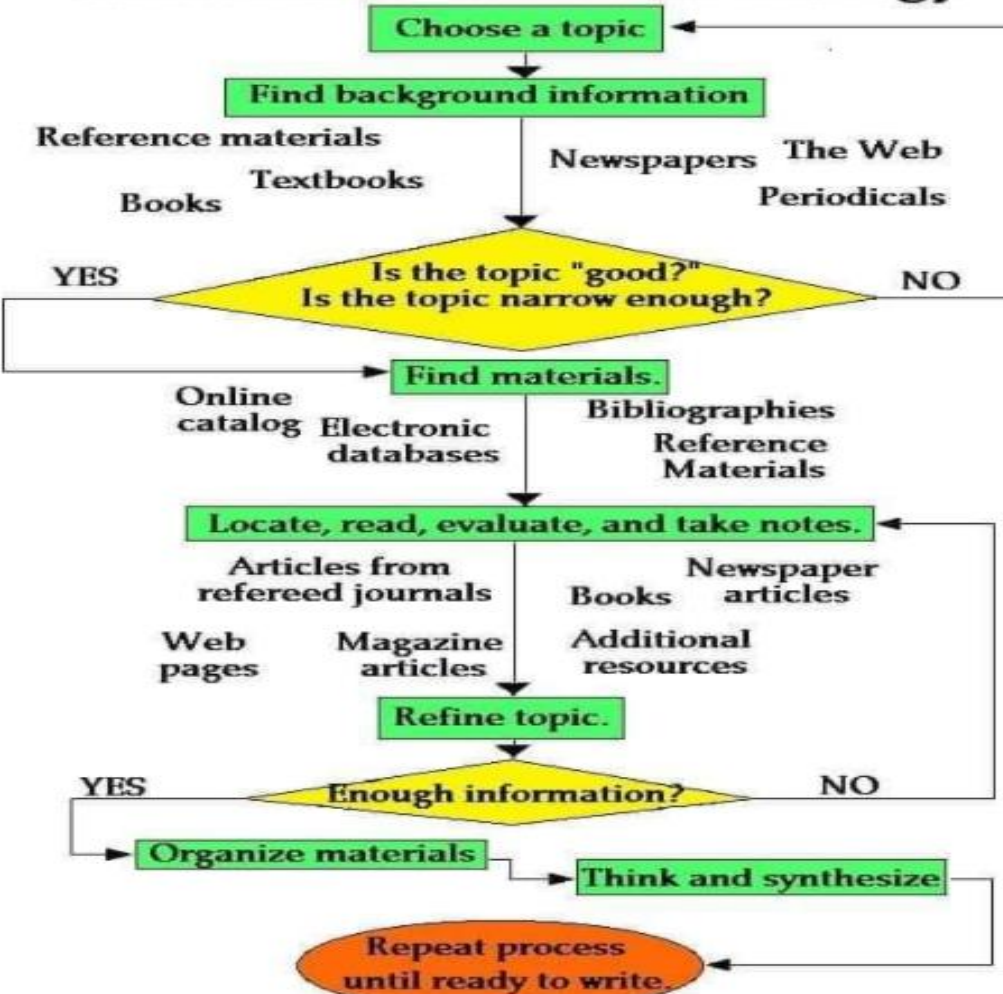 Choose a topic
Find background information
Reference materials
Textbooks
Books
Newspapers
The Web
Periodicals
YES
Is the topic "good?"
Is the topic narrow enough?
NO
Find materials.
Online
catalog
Electronic
databases
Bibliographies
Reference
Materials
Locate, read, evaluate, and take notes.
Articles from
refereed journals
Books
Newspaper
articles
Web
pages
Magazine
articles
Additional
resources
Refine topic.
YES
Enough information?
NO
Organize materials
Think and synthesize
Repeat process
until ready to write.